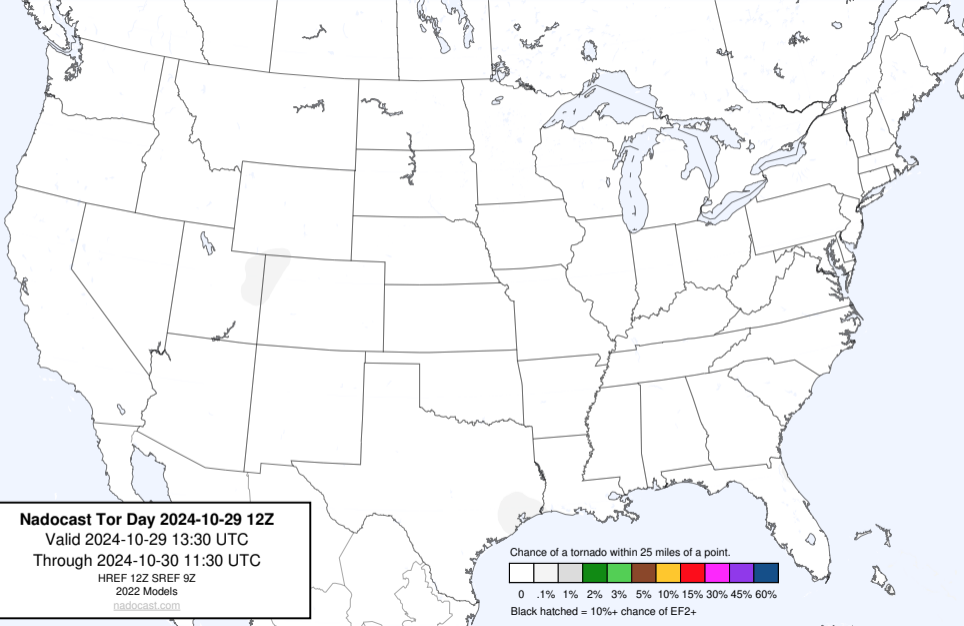 Nadocast Tor Day 2024-10-29 12Z
Valid 2024-10-29 13:30 UTC
Through 2024-10-30 11:30 UTC
HREF 12Z SREF 9Z
2022 Models
nadocast.com
Chance of a tornado within 25 miles of a point.
0 .1% 1% 2% 3% 5% 10% 15% 30% 45% 60%
Black hatched = 10%+ chance of EF2+